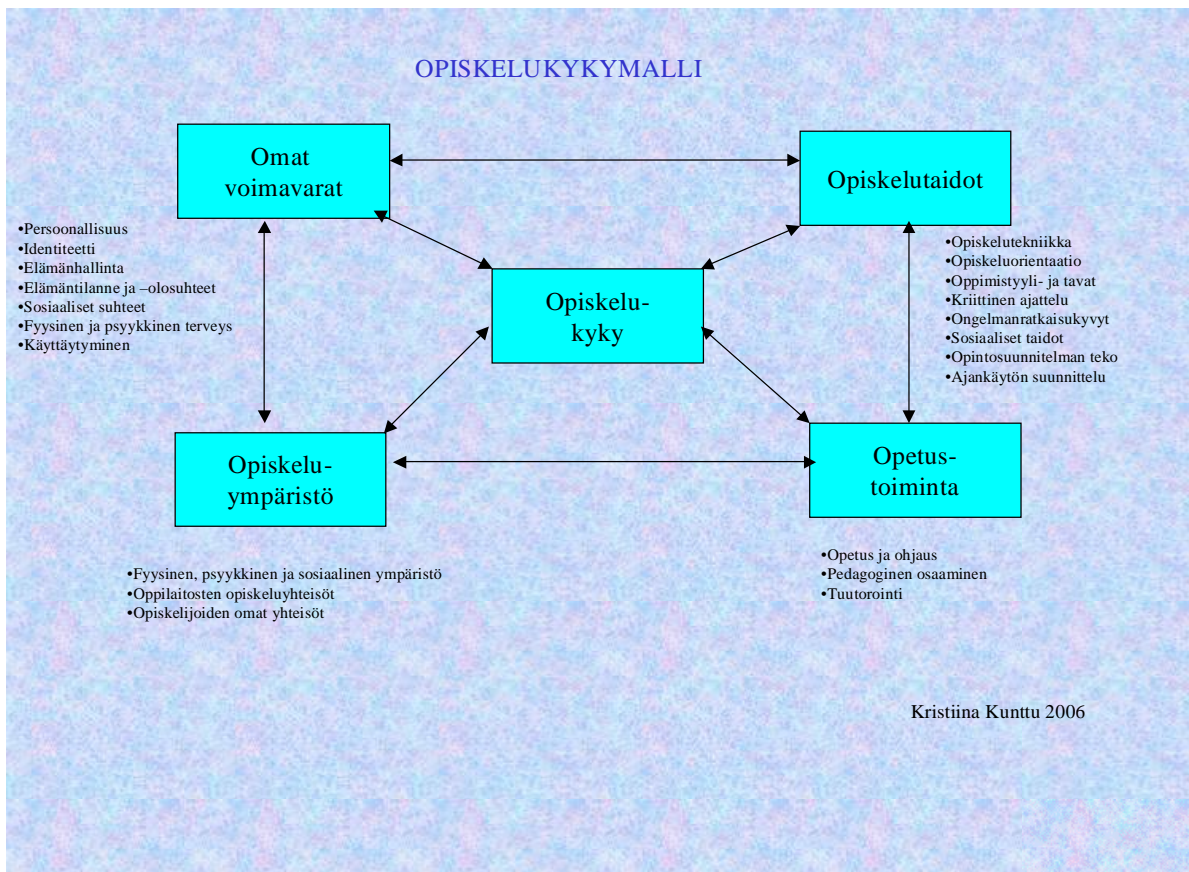 OPISKELUKYKYMALLI
Omat
voimavarat
Opiskelutaidot
•Persoonallisuus
•Identiteetti
•Elämänhallinta
•Elämäntilanne ja –olosuhteet
•Sosiaaliset suhteet
•Fyysinen ja psyykkinen terveys
•Käyttäytyminen
•Opiskelutekniikka
•Opiskeluorientaatio
•Oppimistyyli- ja tavat
•Kriittinen ajattelu
•Ongelmanratkaisukyvyt
•Sosiaaliset taidot
•Opintosuunnitelman teko
•Ajankäytön suunnittelu
Opiskelu-
kyky
Opiskelu-
ympäristö
Opetus-
toiminta
•Fyysinen, psyykkinen ja sosiaalinen ympäristö
•Oppilaitosten opiskeluyhteisöt
•Opiskelijoiden omat yhteisöt
•Opetus ja ohjaus
•Pedagoginen osaaminen
•Tuutorointi
Kristiina Kunttu 2006